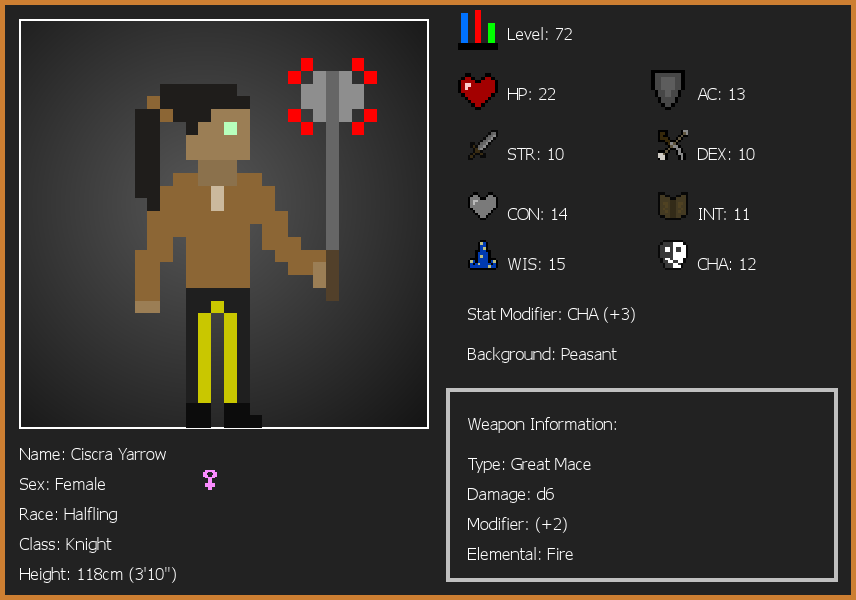 Level: 72
HP: 22
AC: 13
STR: 10
DEX: 10
CON: 14
INT: 11
WIS: 15
CHA: 12
Stat Modifier: CHA (+3)
Background: Peasant
Weapon Information:
Type: Great Mace
Damage: d6
Modifier: (+2)
Elemental: Fire
Name: Ciscra Yarrow
Sex: Female
Race: Halfling
Class: Knight
Height: 118cm (3'10")